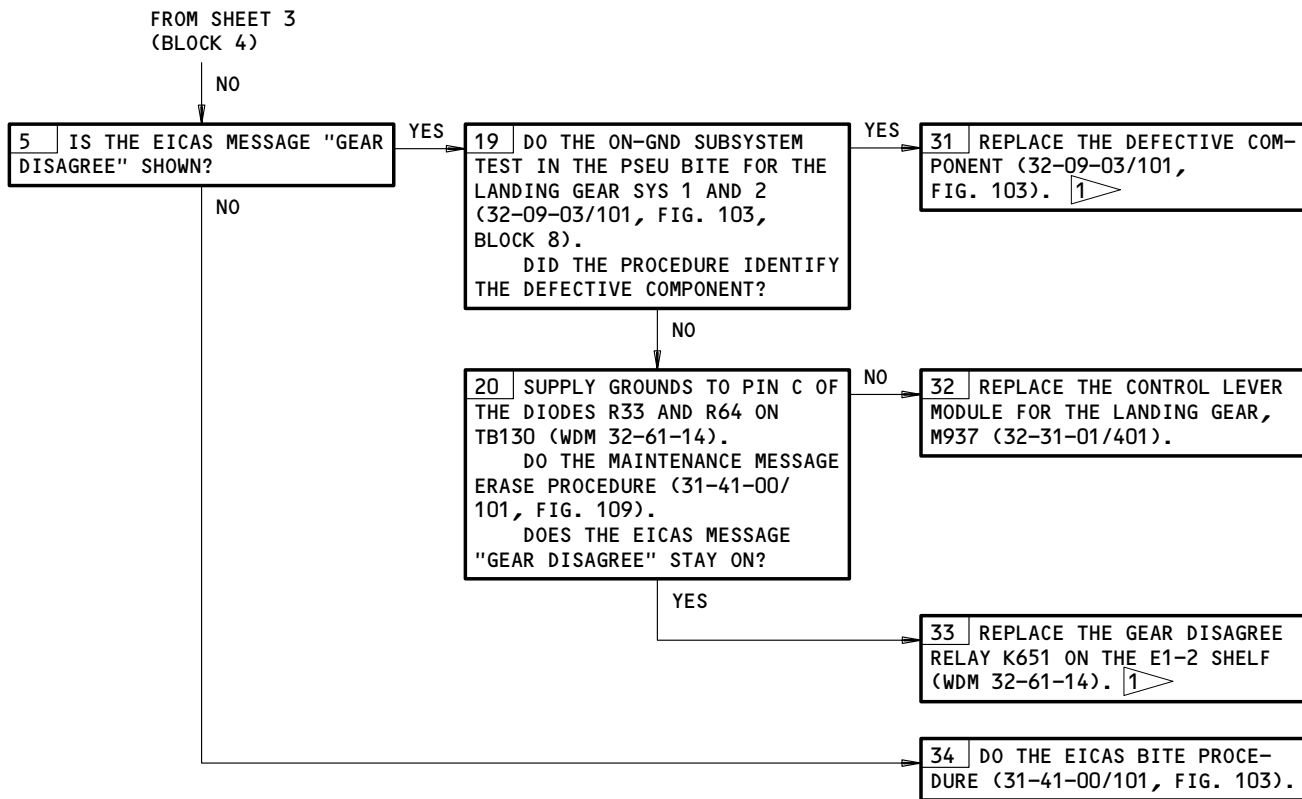 FROM SHEET 3
(BLOCK 4)
NO
5 IS THE EICAS MESSAGE "GEAR
DISAGREE" SHOWN?
YES
NO
19 DO THE ON-GND SUBSYSTEM
TEST IN THE PSEU BITE FOR THE
LANDING GEAR SYS 1 AND 2
(32-09-03/101, FIG. 103,
BLOCK 8).
DID THE PROCEDURE IDENTIFY
THE DEFECTIVE COMPONENT?
YES
NO
31 REPLACE THE DEFECTIVE COM-
PONENT (32-09-03/101,
FIG. 103). 1
20 SUPPLY GROUNDS TO PIN C OF
THE DIODES R33 AND R64 ON
TB130 (WDM 32-61-14).
DO THE MAINTENANCE MESSAGE
ERASE PROCEDURE (31-41-00/
101, FIG. 109).
DOES THE EICAS MESSAGE
"GEAR DISAGREE" STAY ON?
NO
YES
32 REPLACE THE CONTROL LEVER
MODULE FOR THE LANDING GEAR,
M937 (32-31-01/401).
33 REPLACE THE GEAR DISAGREE
RELAY K651 ON THE E1-2 SHELF
(WDM 32-61-14). 1
34 DO THE EICAS BITE PROCE-
DURE (31-41-00/101, FIG. 103).